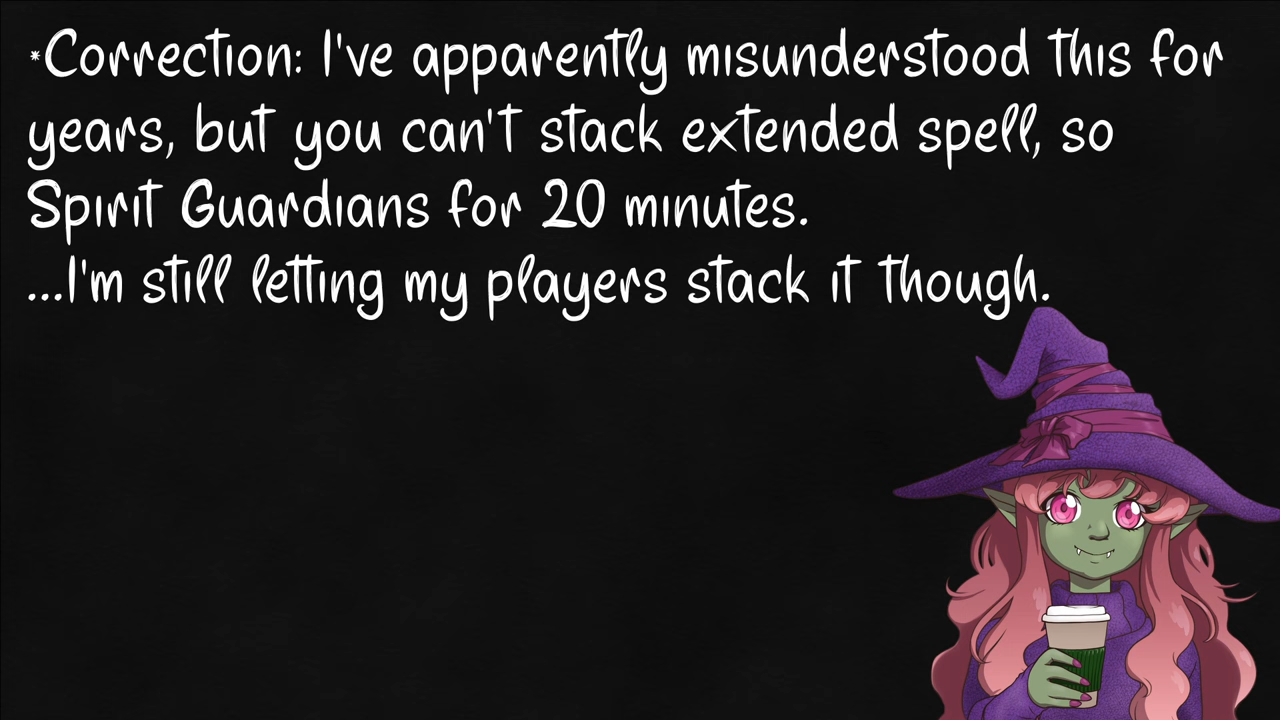 *Correction: I've apparently misunderstood this for
years, but you can't stack extended spell, so
Spirit Guardians for 20 minutes.
...I'm still letting my players stack it though.